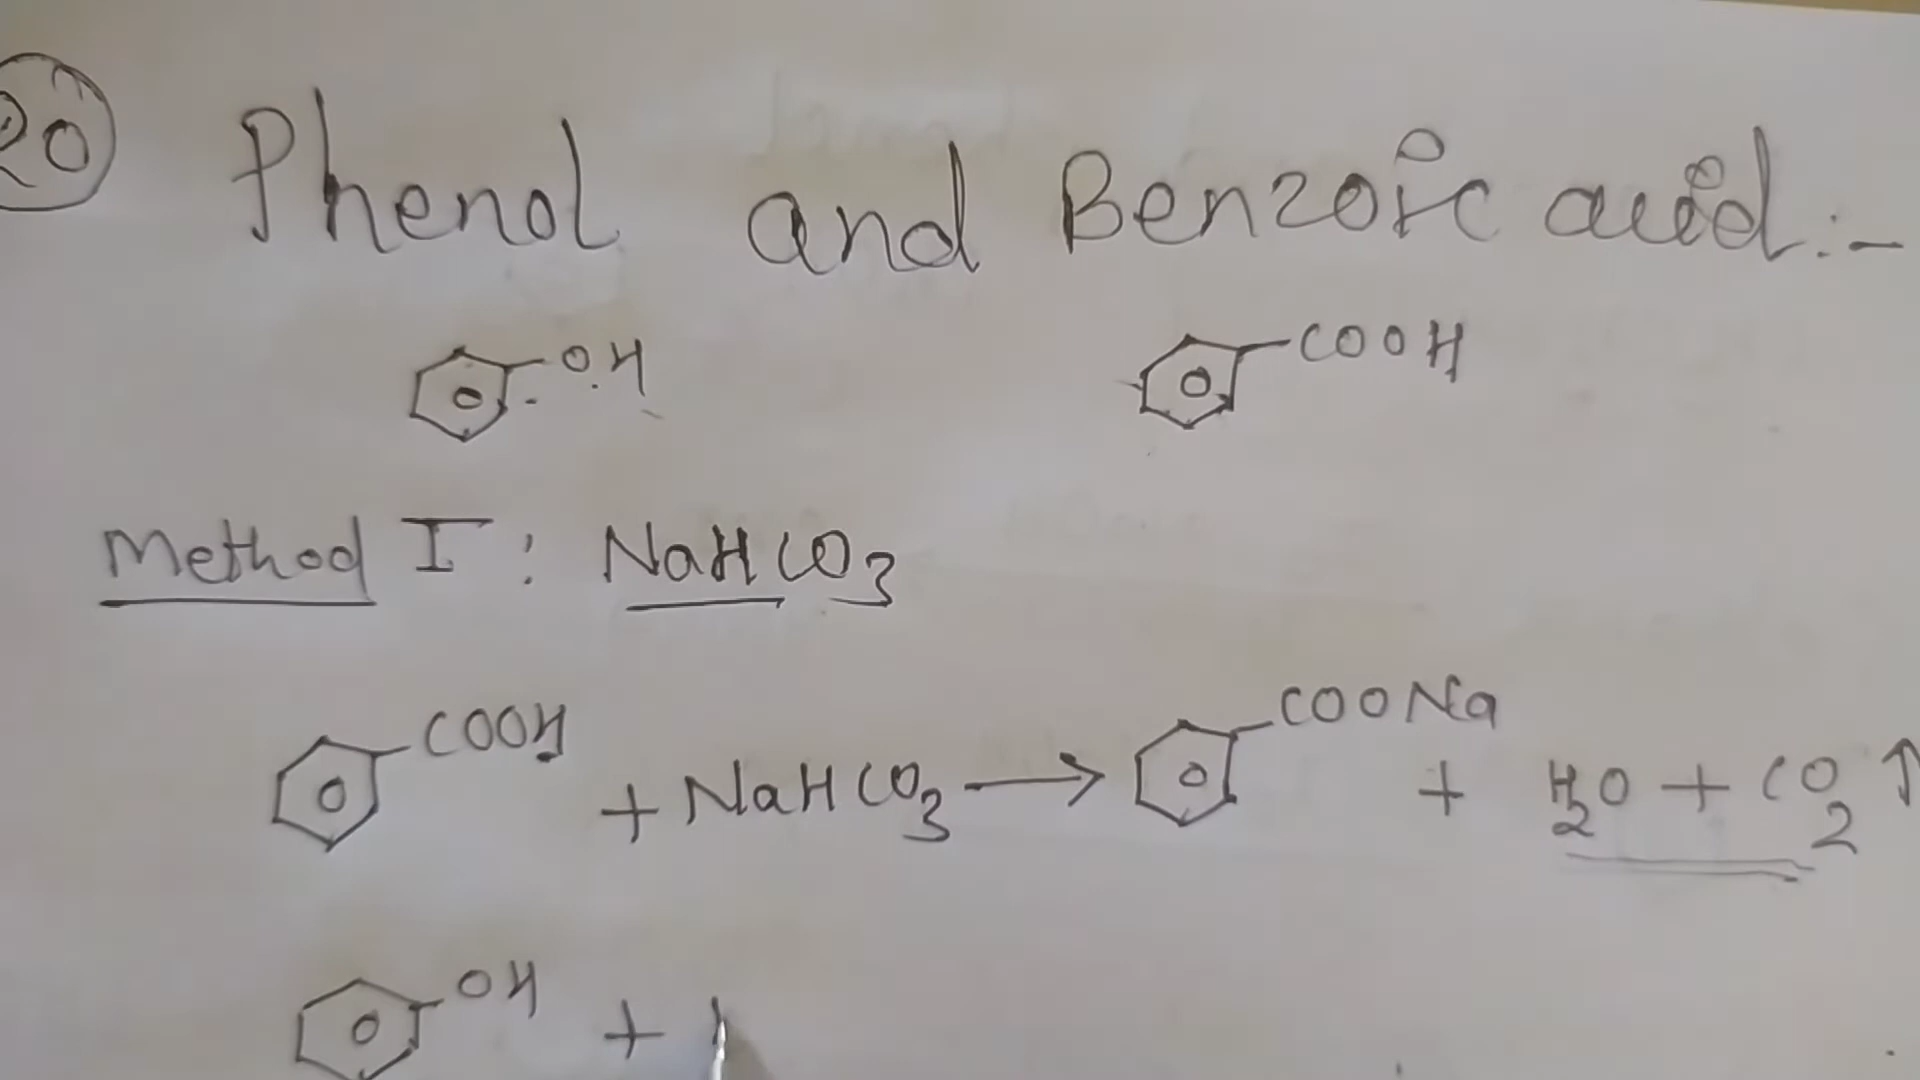 20 Phenol and Benzoic acid:-
OH COOH
Method I : NaHCO3
COOH + NaHCO3 → COONa + H2O + CO2 ↑
OH +